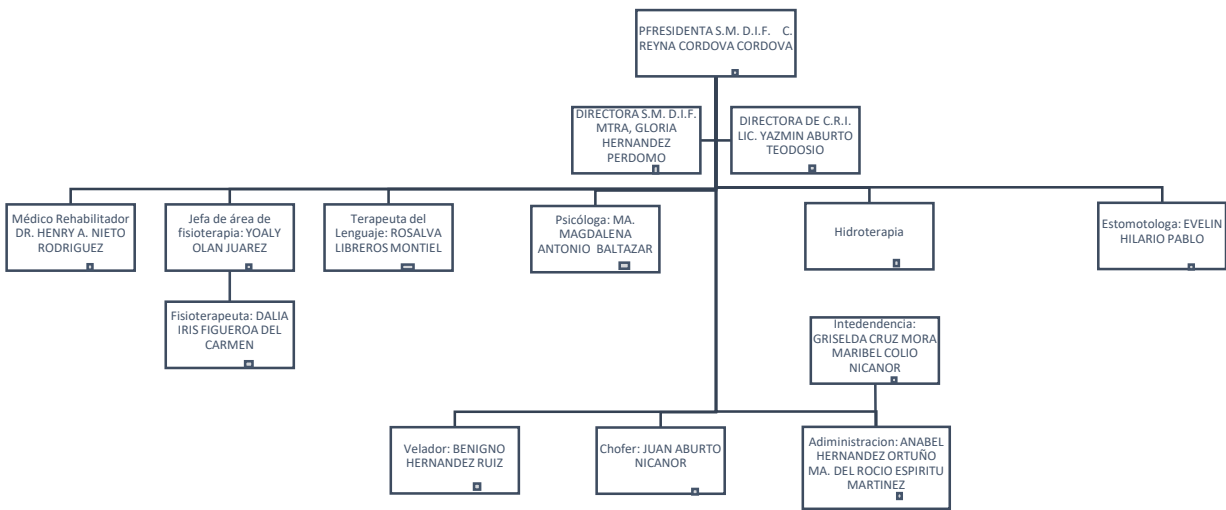 PFRESIDENTA S.M. D.I.F. C.
REYNA CORDOVA CORDOVA
DIRECTORA S.M. D.I.F.
MTRA, GLORIA
HERNANDEZ
PERDOMO
DIRECTORA DE C.R.I.
LIC. YAZMIN ABURTO
TEODOSIO
Médico Rehabilitador
DR. HENRY A. NIETO
RODRIGUEZ
Jefa de área de
fisioterapia: YOALY
OLAN JUAREZ
Terapeuta del
Lenguaje: ROSALVA
LIBREROS MONTIEL
Psicóloga: MA.
MAGDALENA
ANTONIO BALTAZAR
Hidroterapia
Estomotologa: EVELIN
HILARIO PABLO
Fisioterapeuta: DALIA
IRIS FIGUEROA DEL
CARMEN
Intedendencia:
GRISELDA CRUZ MORA
MARIBEL COLIO
NICANOR
Velador: BENIGNO
HERNANDEZ RUIZ
Chofer: JUAN ABURTO
NICANOR
Adiministracion: ANABEL
HERNANDEZ ORTUÑO
MA. DEL ROCIO ESPIRITU
MARTINEZ